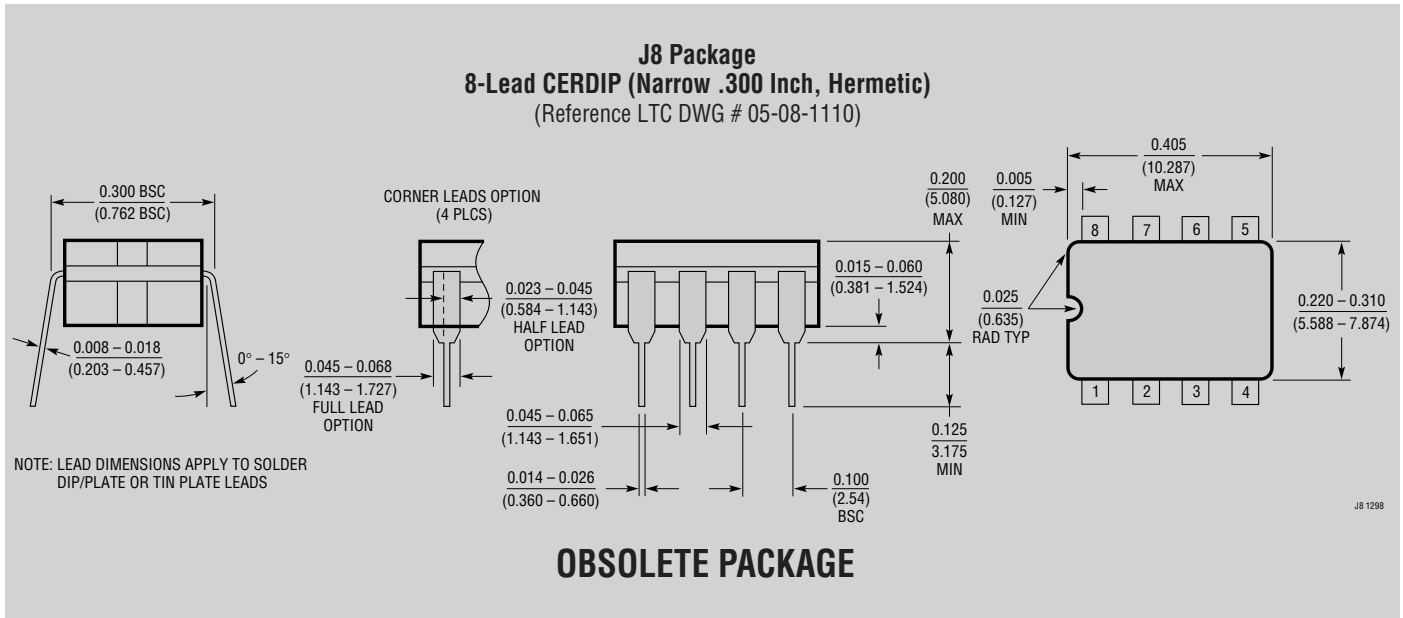 J8 Package
8-Lead CERDIP (Narrow .300 Inch, Hermetic)
(Reference LTC DWG # 05-08-1110)
0.300 BSC
(0.762 BSC)
0.008 – 0.018
(0.203 – 0.457)
0° – 15°
NOTE: LEAD DIMENSIONS APPLY TO SOLDER
DIP/PLATE OR TIN PLATE LEADS
CORNER LEADS OPTION
(4 PLCS)
0.023 – 0.045
(0.584 – 1.143)
HALF LEAD
OPTION
0.045 – 0.068
(1.143 – 1.727)
FULL LEAD
OPTION
0.045 – 0.065
(1.143 – 1.651)
0.014 – 0.026
(0.360 – 0.660)
0.100
(2.54)
BSC
0.200
(5.080)
MAX
0.015 – 0.060
(0.381 – 1.524)
0.125
3.175
MIN
0.005
(0.127)
MIN
0.405
(10.287)
MAX
8 7 6 5
0.025
(0.635)
RAD TYP
0.220 – 0.310
(5.588 – 7.874)
1 2 3 4
J8 1298
OBSOLETE PACKAGE